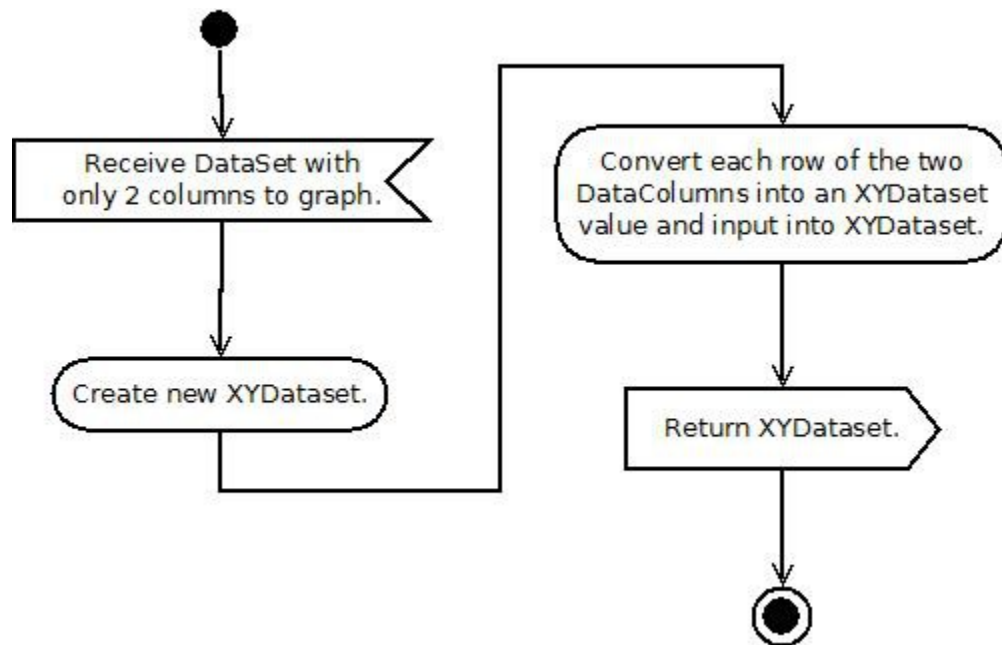 Receive DataSet with
only 2 columns to graph.
Create new XYDataset.
Convert each row of the two
DataColumns into an XYDataset
value and input into XYDataset.
Return XYDataset.